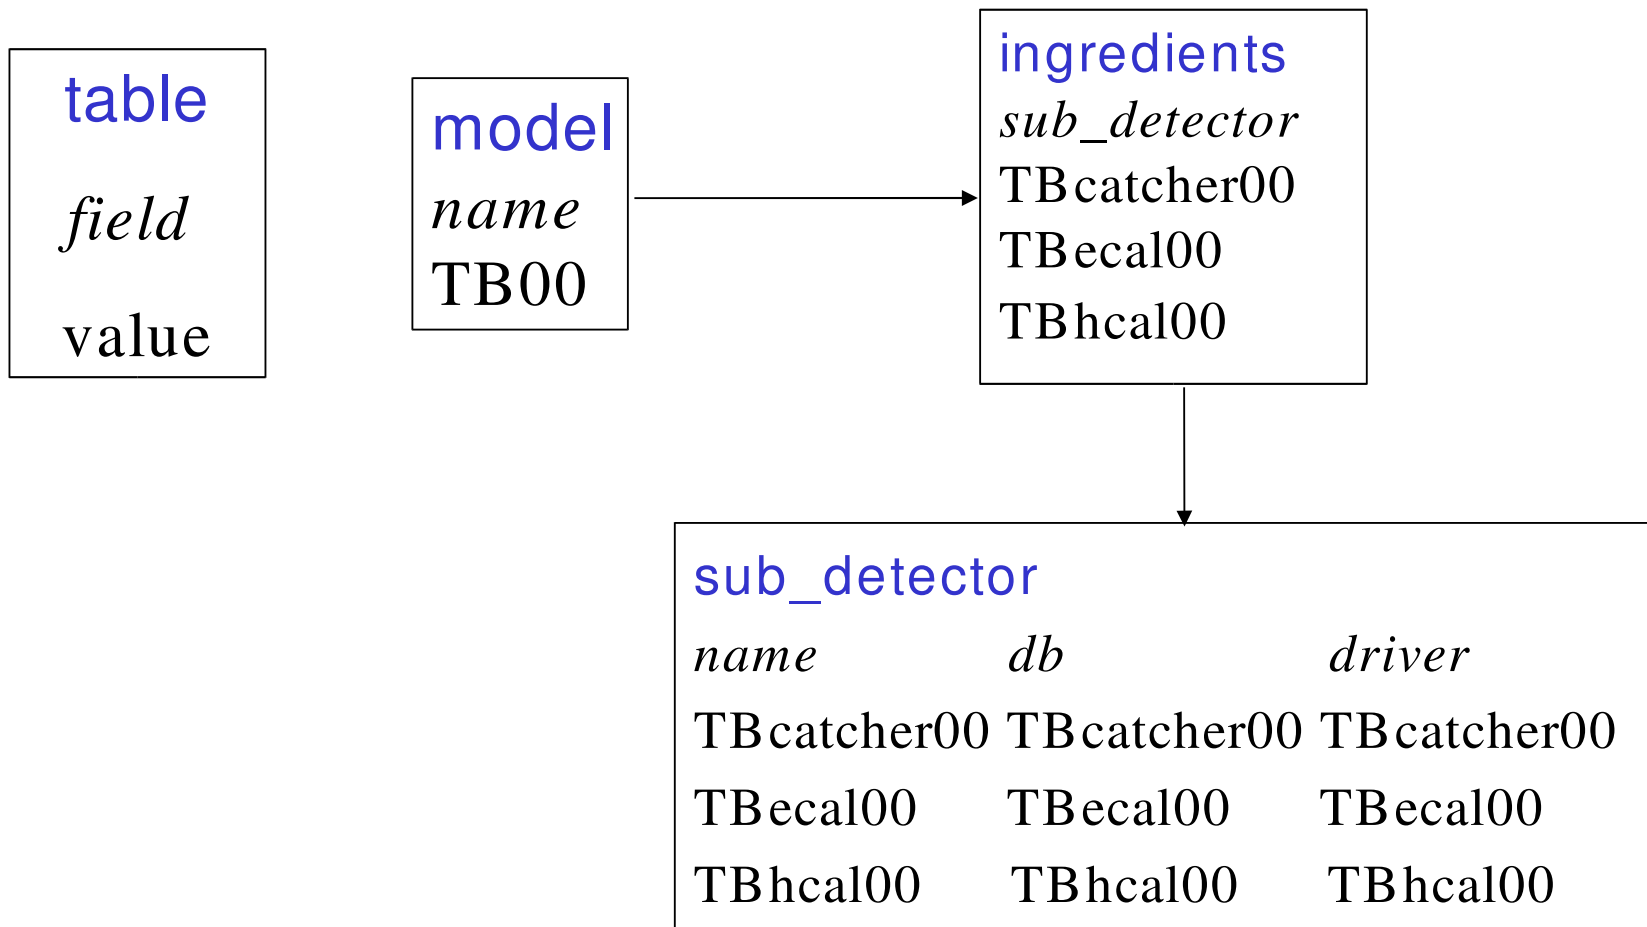 table
field
value
model
name
TB00
ingredients
sub_detector
TBcatcher00
TBecal00
TBhcal00
sub_detector
name db driver
TBcatcher00 TBcatcher00 TBcatcher00
TBecal00 TBecal00 TBecal00
TBhcal00 TBhcal00 TBhcal00